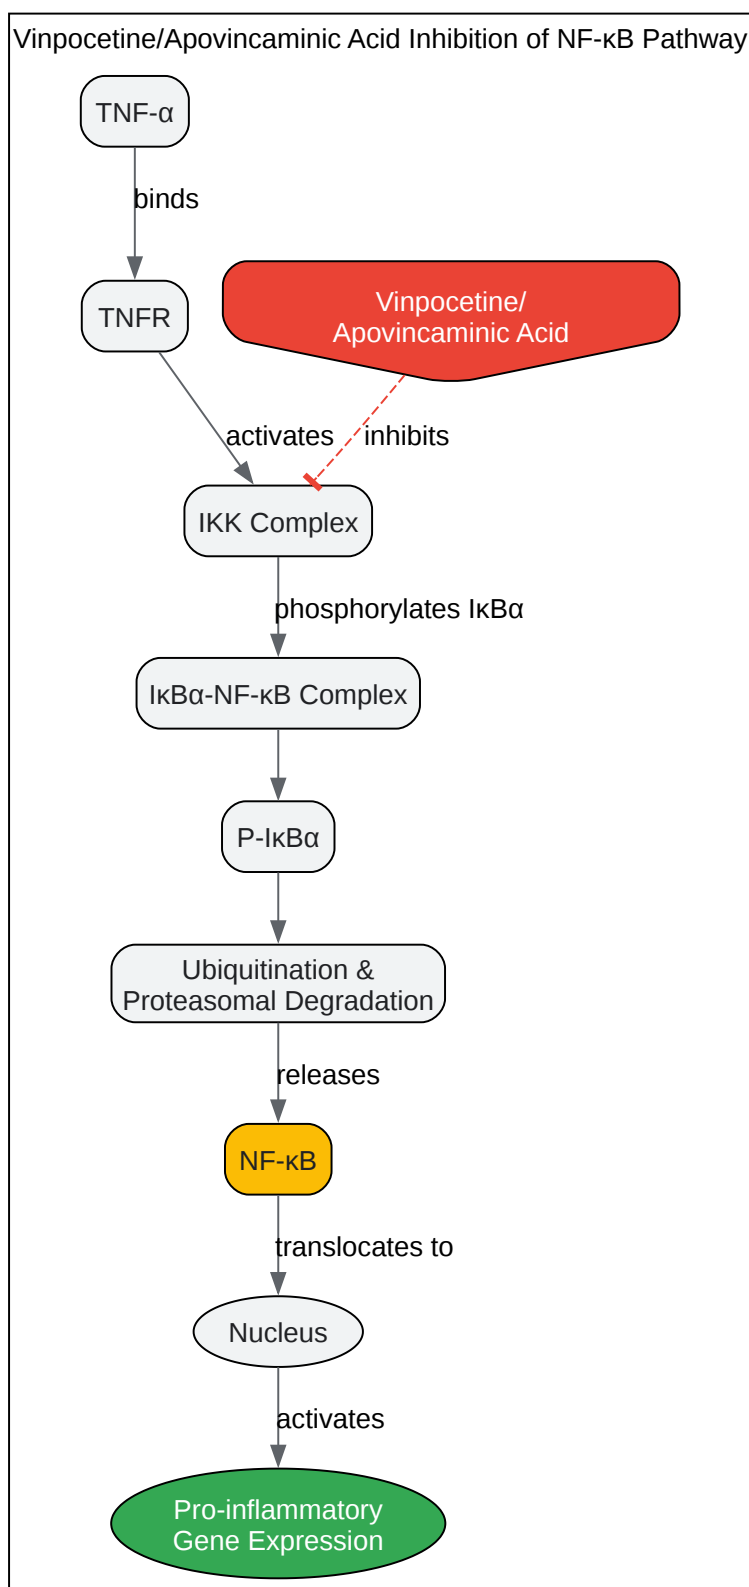 Vinpocetine/Apovincaminic Acid Inhibition of NF-κB Pathway
TNF-α
binds
TNFR
Vinpocetine/
Apovincaminic Acid
activates
inhibits
IKK Complex
phosphorylates IκBα
IκBα-NF-κB Complex
P-IκBα
Ubiquitination &
Proteasomal Degradation
releases
NF-κB
translocates to
Nucleus
activates
Pro-inflammatory
Gene Expression